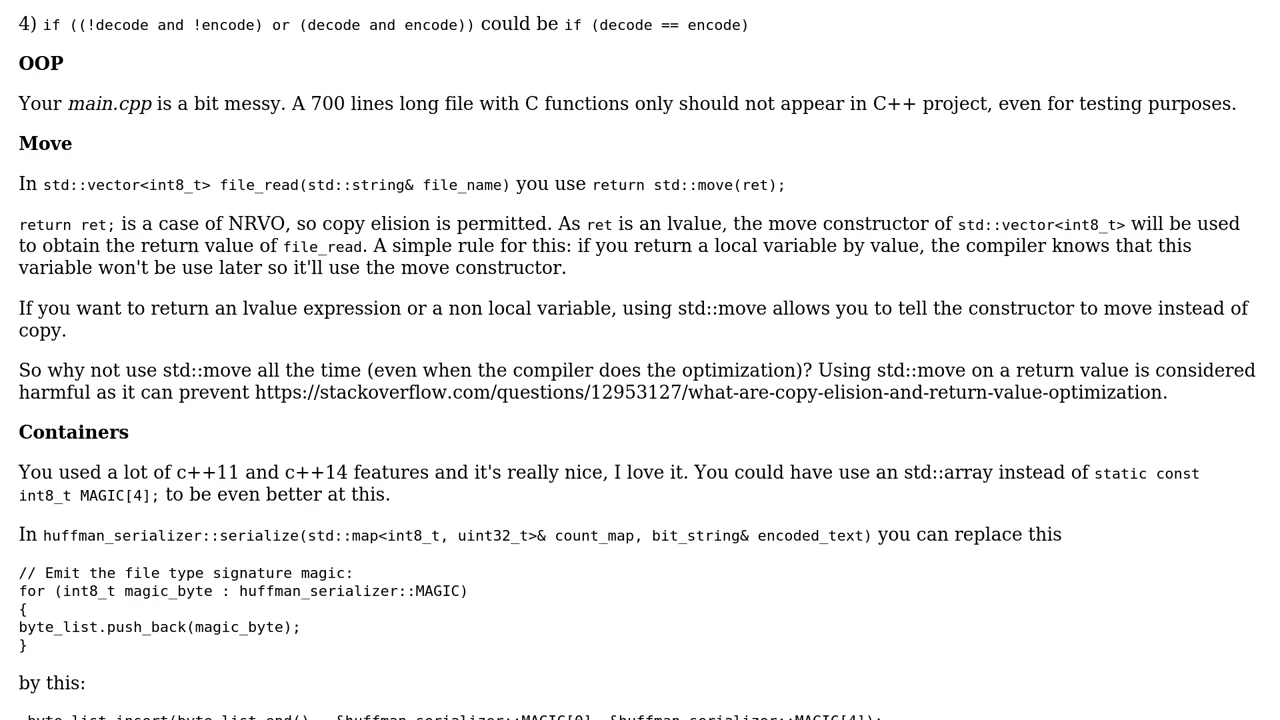 4) if ((!decode and !encode) or (decode and encode)) could be if (decode == encode)
OOP
Your main.cpp is a bit messy. A 700 lines long file with C functions only should not appear in C++ project, even for testing purposes.
Move
In std::vector<int8_t> file_read(std::string& file_name) you use return std::move(ret);
return ret; is a case of NRVO, so copy elision is permitted. As ret is an lvalue, the move constructor of std::vector<int8_t> will be used
to obtain the return value of file_read. A simple rule for this: if you return a local variable by value, the compiler knows that this
variable won't be use later so it'll use the move constructor.
If you want to return an lvalue expression or a non local variable, using std::move allows you to tell the constructor to move instead of
copy.
So why not use std::move all the time (even when the compiler does the optimization)? Using std::move on a return value is considered
harmful as it can prevent https://stackoverflow.com/questions/12953127/what-are-copy-elision-and-return-value-optimization.
Containers
You used a lot of c++11 and c++14 features and it's really nice, I love it. You could have use an std::array instead of static const
int8_t MAGIC[4]; to be even better at this.
In huffman_serializer::serialize(std::map<int8_t, uint32_t>& count_map, bit_string& encoded_text) you can replace this
// Emit the file type signature magic:
for (int8_t magic_byte : huffman_serializer::MAGIC)
{
byte_list.push_back(magic_byte);
}
by this:
byte_list.insert(byte_list.end(), &huffman_serializer::MAGIC[0], &huffman_serializer::MAGIC[4]);